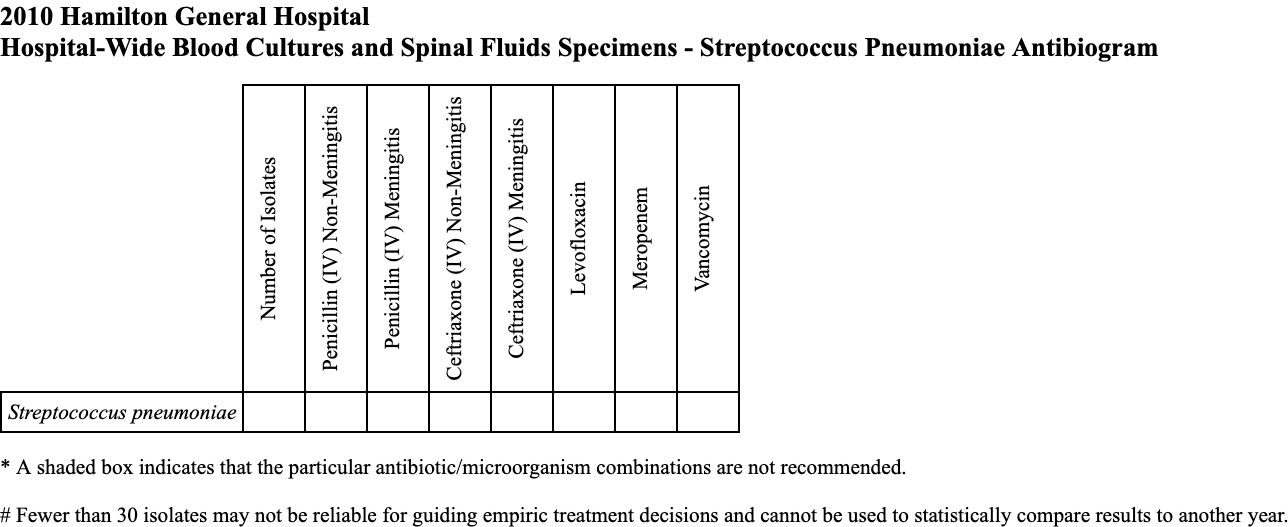 2010 Hamilton General Hospital
Hospital-Wide Blood Cultures and Spinal Fluids Specimens - Streptococcus Pneumoniae Antibiogram
Number of Isolates
Penicillin (IV) Non-Meningitis
Penicillin (IV) Meningitis
Ceftriaxone (IV) Non-Meningitis
Ceftriaxone (IV) Meningitis
Levofloxacin
Meropenem
Vancomycin
Streptococcus pneumoniae
* A shaded box indicates that the particular antibiotic/microorganism combinations are not recommended.
# Fewer than 30 isolates may not be reliable for guiding empiric treatment decisions and cannot be used to statistically compare results to another year.